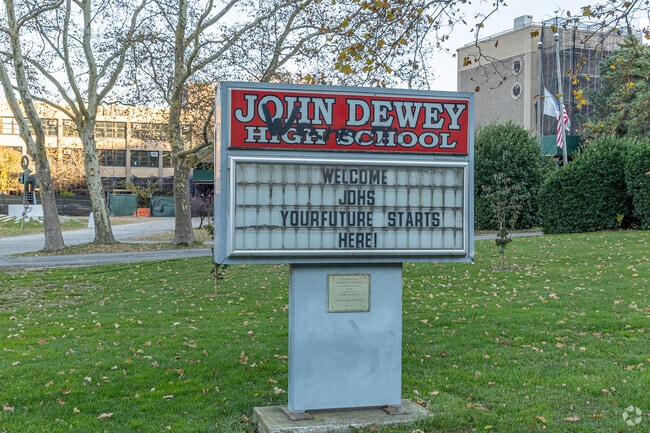 JOHN DEWEY
HIGH SCHOOL
WELCOME
JDHS
YOURFUTURE STARTS
HERE!